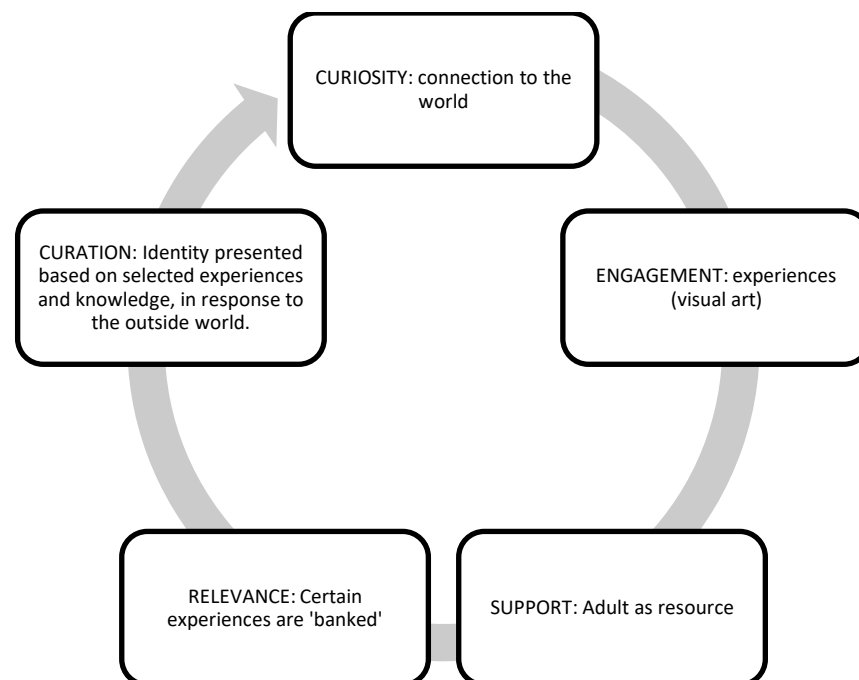 CURIOSITY: connection to the
world
ENGAGEMENT: experiences
(visual art)
SUPPORT: Adult as resource
RELEVANCE: Certain
experiences are 'banked'
CURATION: Identity presented
based on selected experiences
and knowledge, in response to
the outside world.